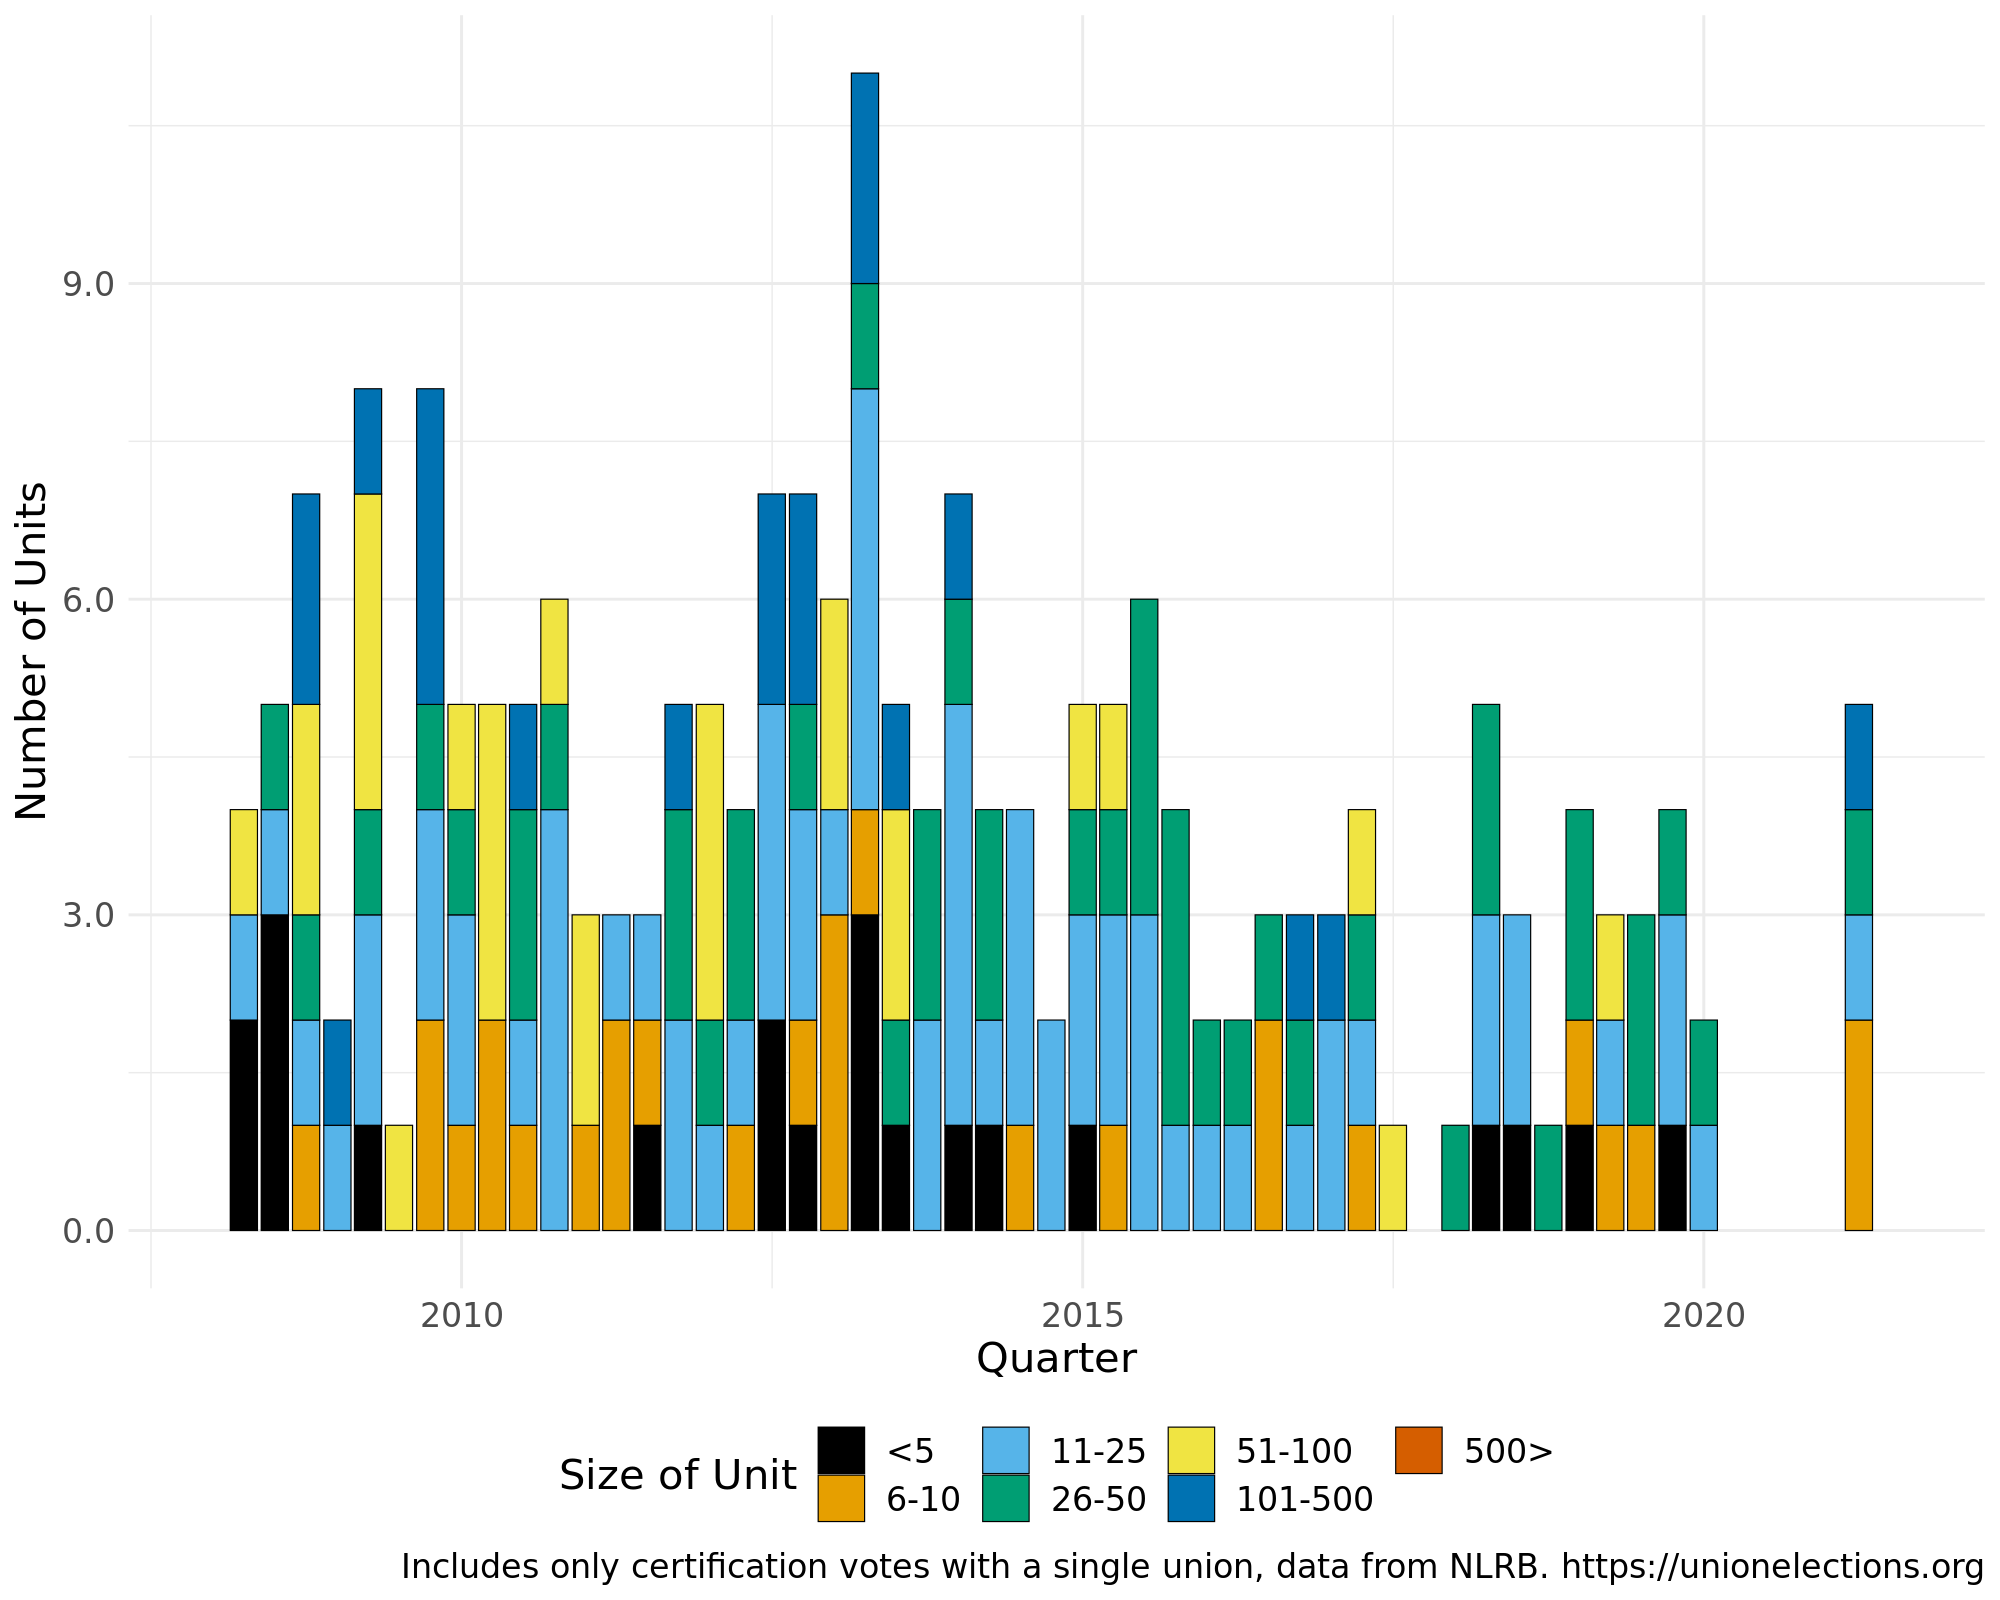 9.0
6.0
3.0
0.0
Number of Units
2010 2015 2020
Quarter
Size of Unit
<5 11-25 51-100 500>
6-10 26-50 101-500
Includes only certification votes with a single union, data from NLRB. https://unionelections.org